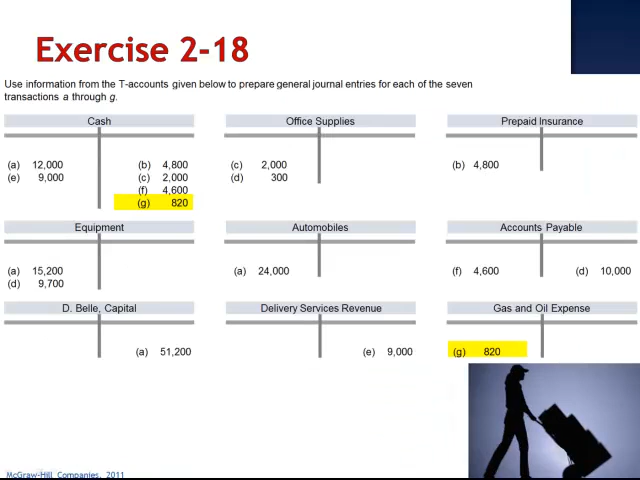 Exercise 2-18
Use information from the T-accounts given below to prepare general journal entries for each of the seven
transactions a through g.
Cash Office Supplies Prepaid Insurance
(a) 12,000 (b) 4,800 (c) 2,000 (b) 4,800
(e) 9,000 (c) 2,000 (d) 300
(f) 4,600
(g) 820
Equipment Automobiles Accounts Payable
(a) 15,200 (a) 24,000 (f) 4,600 (d) 10,000
(d) 9,700
D. Belle, Capital Delivery Services Revenue Gas and Oil Expense
(a) 51,200 (e) 9,000 (g) 820
McGraw-Hill Companies, 2011